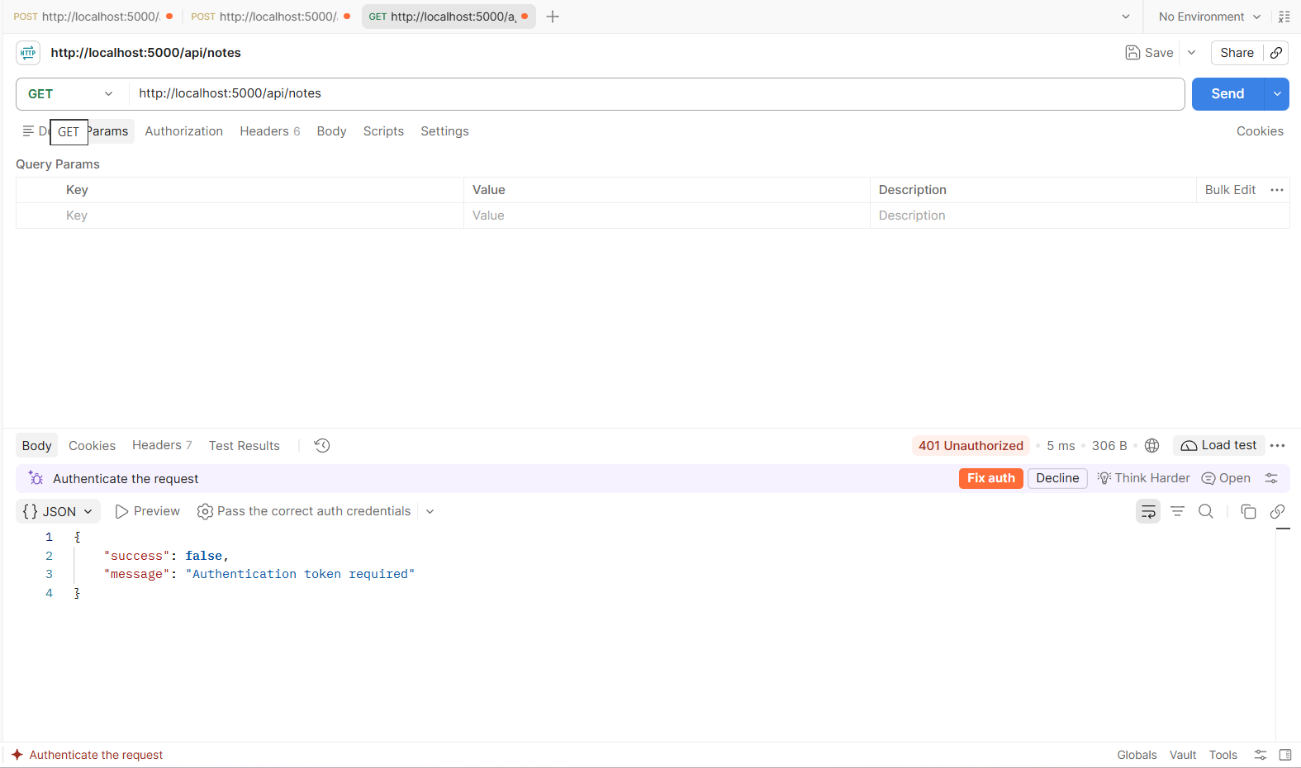 POST http://localhost:5000/. POST http://localhost:5000/. GET http://localhost:5000/a, No Environment
HTTP http://localhost:5000/api/notes Save Share
GET http://localhost:5000/api/notes Send
GET Params Authorization Headers 6 Body Scripts Settings Cookies
Query Params
Key Value Description Bulk Edit
Key Value Description
Body Cookies Headers 7 Test Results 401 Unauthorized 5 ms 306 B Load test
Authenticate the request Fix auth Decline Think Harder Open
{ } JSON Preview Pass the correct auth credentials
1 {
2 "success": false,
3 "message": "Authentication token required"
4 }
Authenticate the request Globals Vault Tools